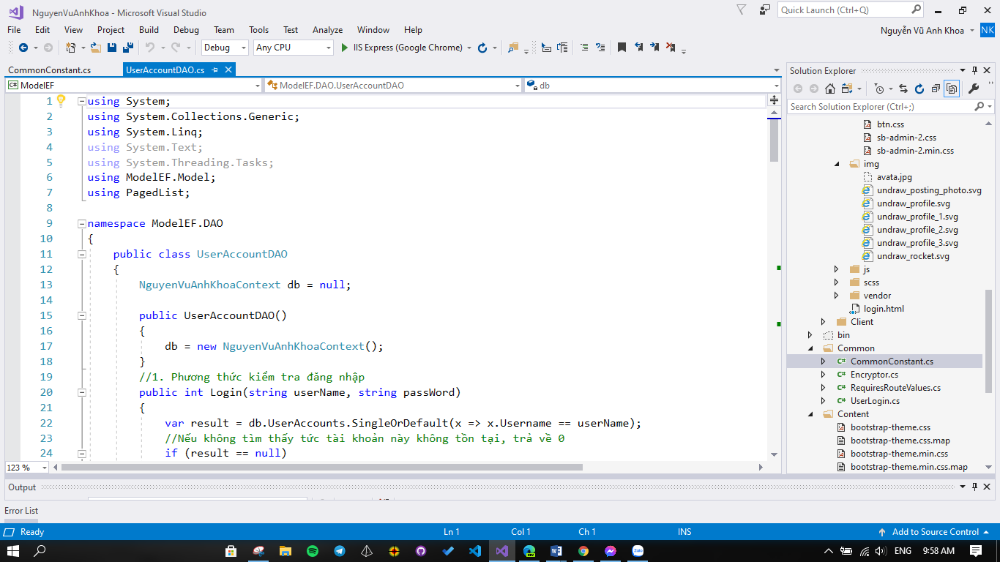 NguyenVuAnhKhoa - Microsoft Visual Studio
Quick Launch (Ctrl+Q)
File Edit View Project Build Debug Team Tools Test Analyze Window Help
Nguyễn Vũ Anh Khoa NK
Debug Any CPU IIS Express (Google Chrome)
CommonConstant.cs UserAccountDAO.cs
ModelEF ModelEF.DAO.UserAccountDAO db
1 using System;
2 using System.Collections.Generic;
3 using System.Linq;
4 using System.Text;
5 using System.Threading.Tasks;
6 using ModelEF.Model;
7 using PagedList;
8
9 namespace ModelEF.DAO
10 {
11 public class UserAccountDAO
12 {
13 NguyenVuAnhKhoaContext db = null;
14
15 public UserAccountDAO()
16 {
17 db = new NguyenVuAnhKhoaContext();
18 }
19 //1. Phương thức kiểm tra đăng nhập
20 public int Login(string userName, string passWord)
21 {
22 var result = db.UserAccounts.SingleOrDefault(x => x.Username == userName);
23 //Nếu không tìm thấy tức tài khoản này không tồn tại, trả về 0
24 if (result == null)
123 %
Solution Explorer
Search Solution Explorer (Ctrl+;)
btn.css
sb-admin-2.css
sb-admin-2.min.css
img
avata.jpg
undraw_posting_photo.svg
undraw_profile.svg
undraw_profile_1.svg
undraw_profile_2.svg
undraw_profile_3.svg
undraw_rocket.svg
js
scss
vendor
login.html
Client
bin
Common
C# CommonConstant.cs
C# Encryptor.cs
C# RequiresRouteValues.cs
C# UserLogin.cs
Content
bootstrap-theme.css
bootstrap-theme.css.map
bootstrap-theme.min.css
bootstrap-theme.min.css.map
Output
Error List
Ready Ln 1 Col 1 Ch 1 INS Add to Source Control
ENG 9:58 AM